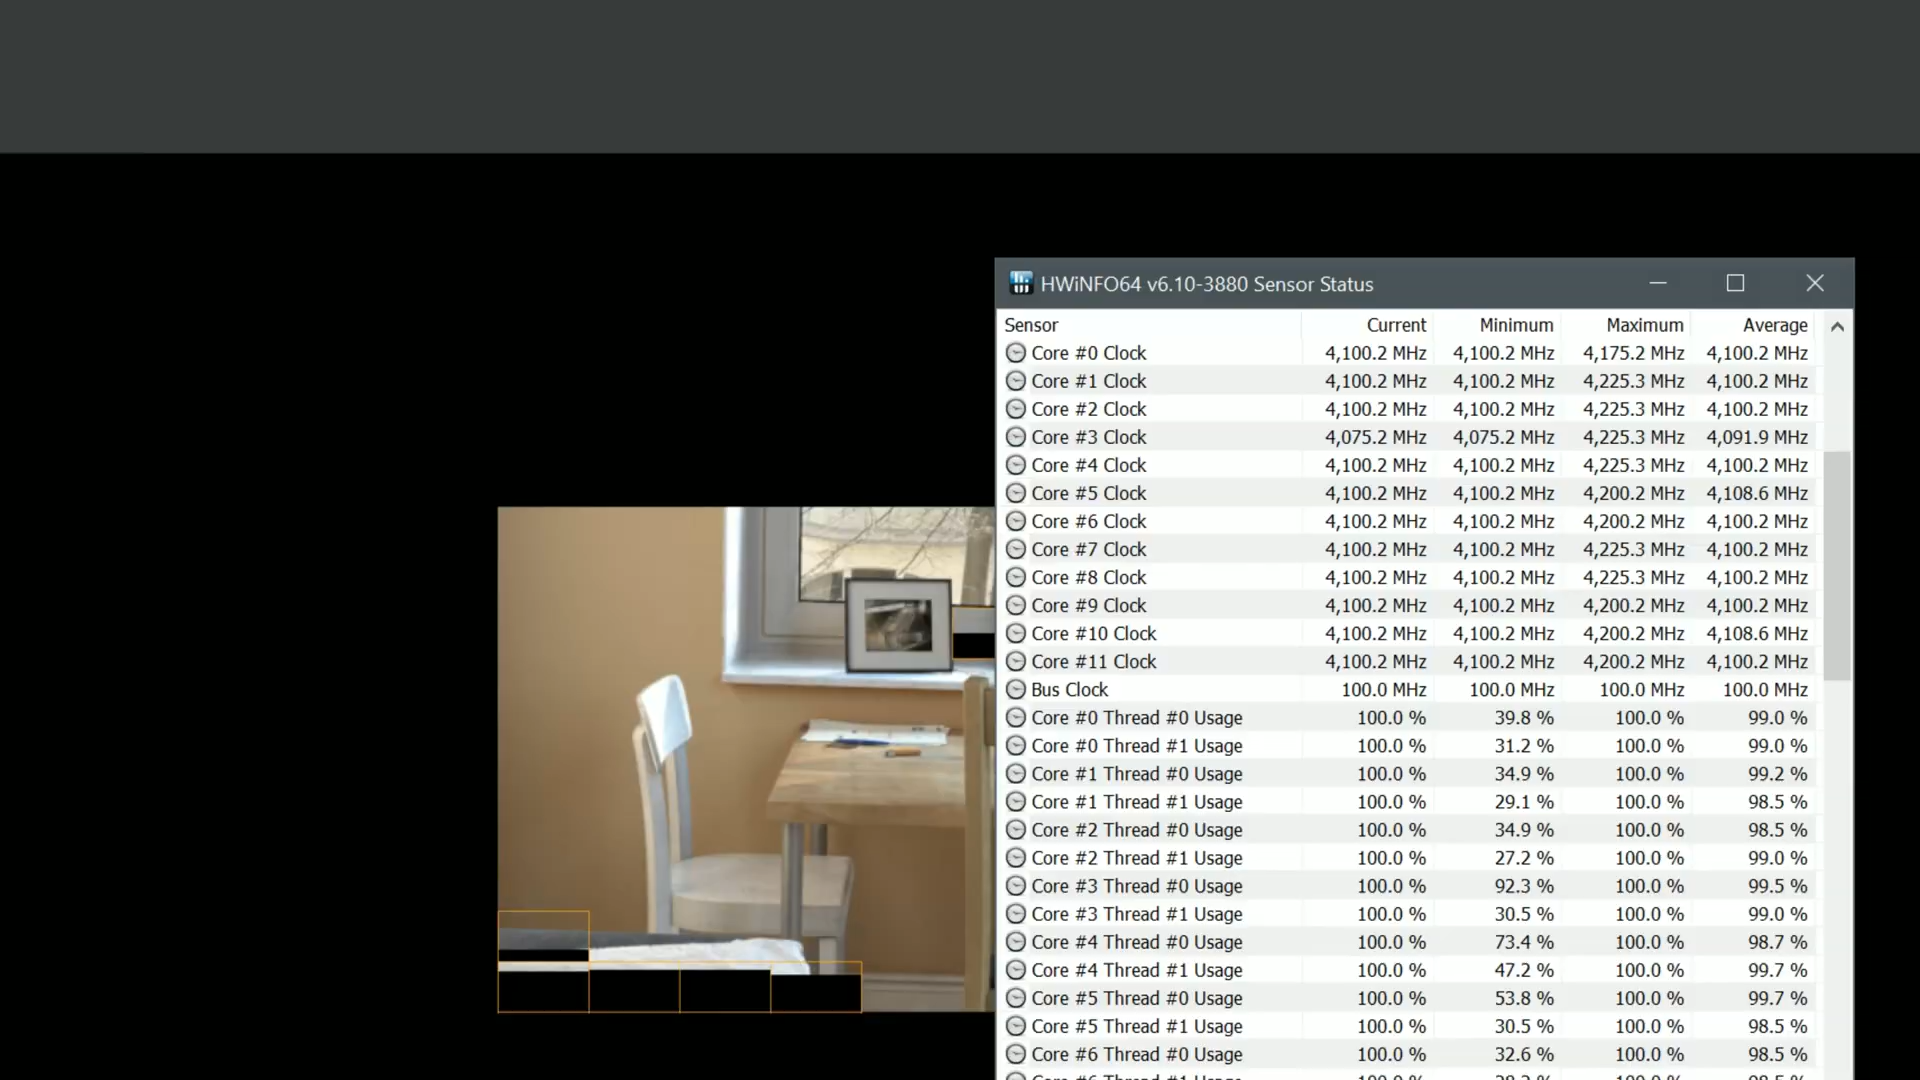 HWiNFO64 v6.10-3880 Sensor Status
Sensor Current Minimum Maximum Average
Core #0 Clock 4,100.2 MHz 4,100.2 MHz 4,175.2 MHz 4,100.2 MHz
Core #1 Clock 4,100.2 MHz 4,100.2 MHz 4,225.3 MHz 4,100.2 MHz
Core #2 Clock 4,100.2 MHz 4,100.2 MHz 4,225.3 MHz 4,100.2 MHz
Core #3 Clock 4,075.2 MHz 4,075.2 MHz 4,225.3 MHz 4,091.9 MHz
Core #4 Clock 4,100.2 MHz 4,100.2 MHz 4,225.3 MHz 4,100.2 MHz
Core #5 Clock 4,100.2 MHz 4,100.2 MHz 4,200.2 MHz 4,108.6 MHz
Core #6 Clock 4,100.2 MHz 4,100.2 MHz 4,200.2 MHz 4,100.2 MHz
Core #7 Clock 4,100.2 MHz 4,100.2 MHz 4,225.3 MHz 4,100.2 MHz
Core #8 Clock 4,100.2 MHz 4,100.2 MHz 4,225.3 MHz 4,100.2 MHz
Core #9 Clock 4,100.2 MHz 4,100.2 MHz 4,200.2 MHz 4,100.2 MHz
Core #10 Clock 4,100.2 MHz 4,100.2 MHz 4,200.2 MHz 4,108.6 MHz
Core #11 Clock 4,100.2 MHz 4,100.2 MHz 4,200.2 MHz 4,100.2 MHz
Bus Clock 100.0 MHz 100.0 MHz 100.0 MHz 100.0 MHz
Core #0 Thread #0 Usage 100.0 % 39.8 % 100.0 % 99.0 %
Core #0 Thread #1 Usage 100.0 % 31.2 % 100.0 % 99.0 %
Core #1 Thread #0 Usage 100.0 % 34.9 % 100.0 % 99.2 %
Core #1 Thread #1 Usage 100.0 % 29.1 % 100.0 % 98.5 %
Core #2 Thread #0 Usage 100.0 % 34.9 % 100.0 % 98.5 %
Core #2 Thread #1 Usage 100.0 % 27.2 % 100.0 % 99.0 %
Core #3 Thread #0 Usage 100.0 % 92.3 % 100.0 % 99.5 %
Core #3 Thread #1 Usage 100.0 % 30.5 % 100.0 % 99.0 %
Core #4 Thread #0 Usage 100.0 % 73.4 % 100.0 % 98.7 %
Core #4 Thread #1 Usage 100.0 % 47.2 % 100.0 % 99.7 %
Core #5 Thread #0 Usage 100.0 % 53.8 % 100.0 % 99.7 %
Core #5 Thread #1 Usage 100.0 % 30.5 % 100.0 % 98.5 %
Core #6 Thread #0 Usage 100.0 % 32.6 % 100.0 % 98.5 %